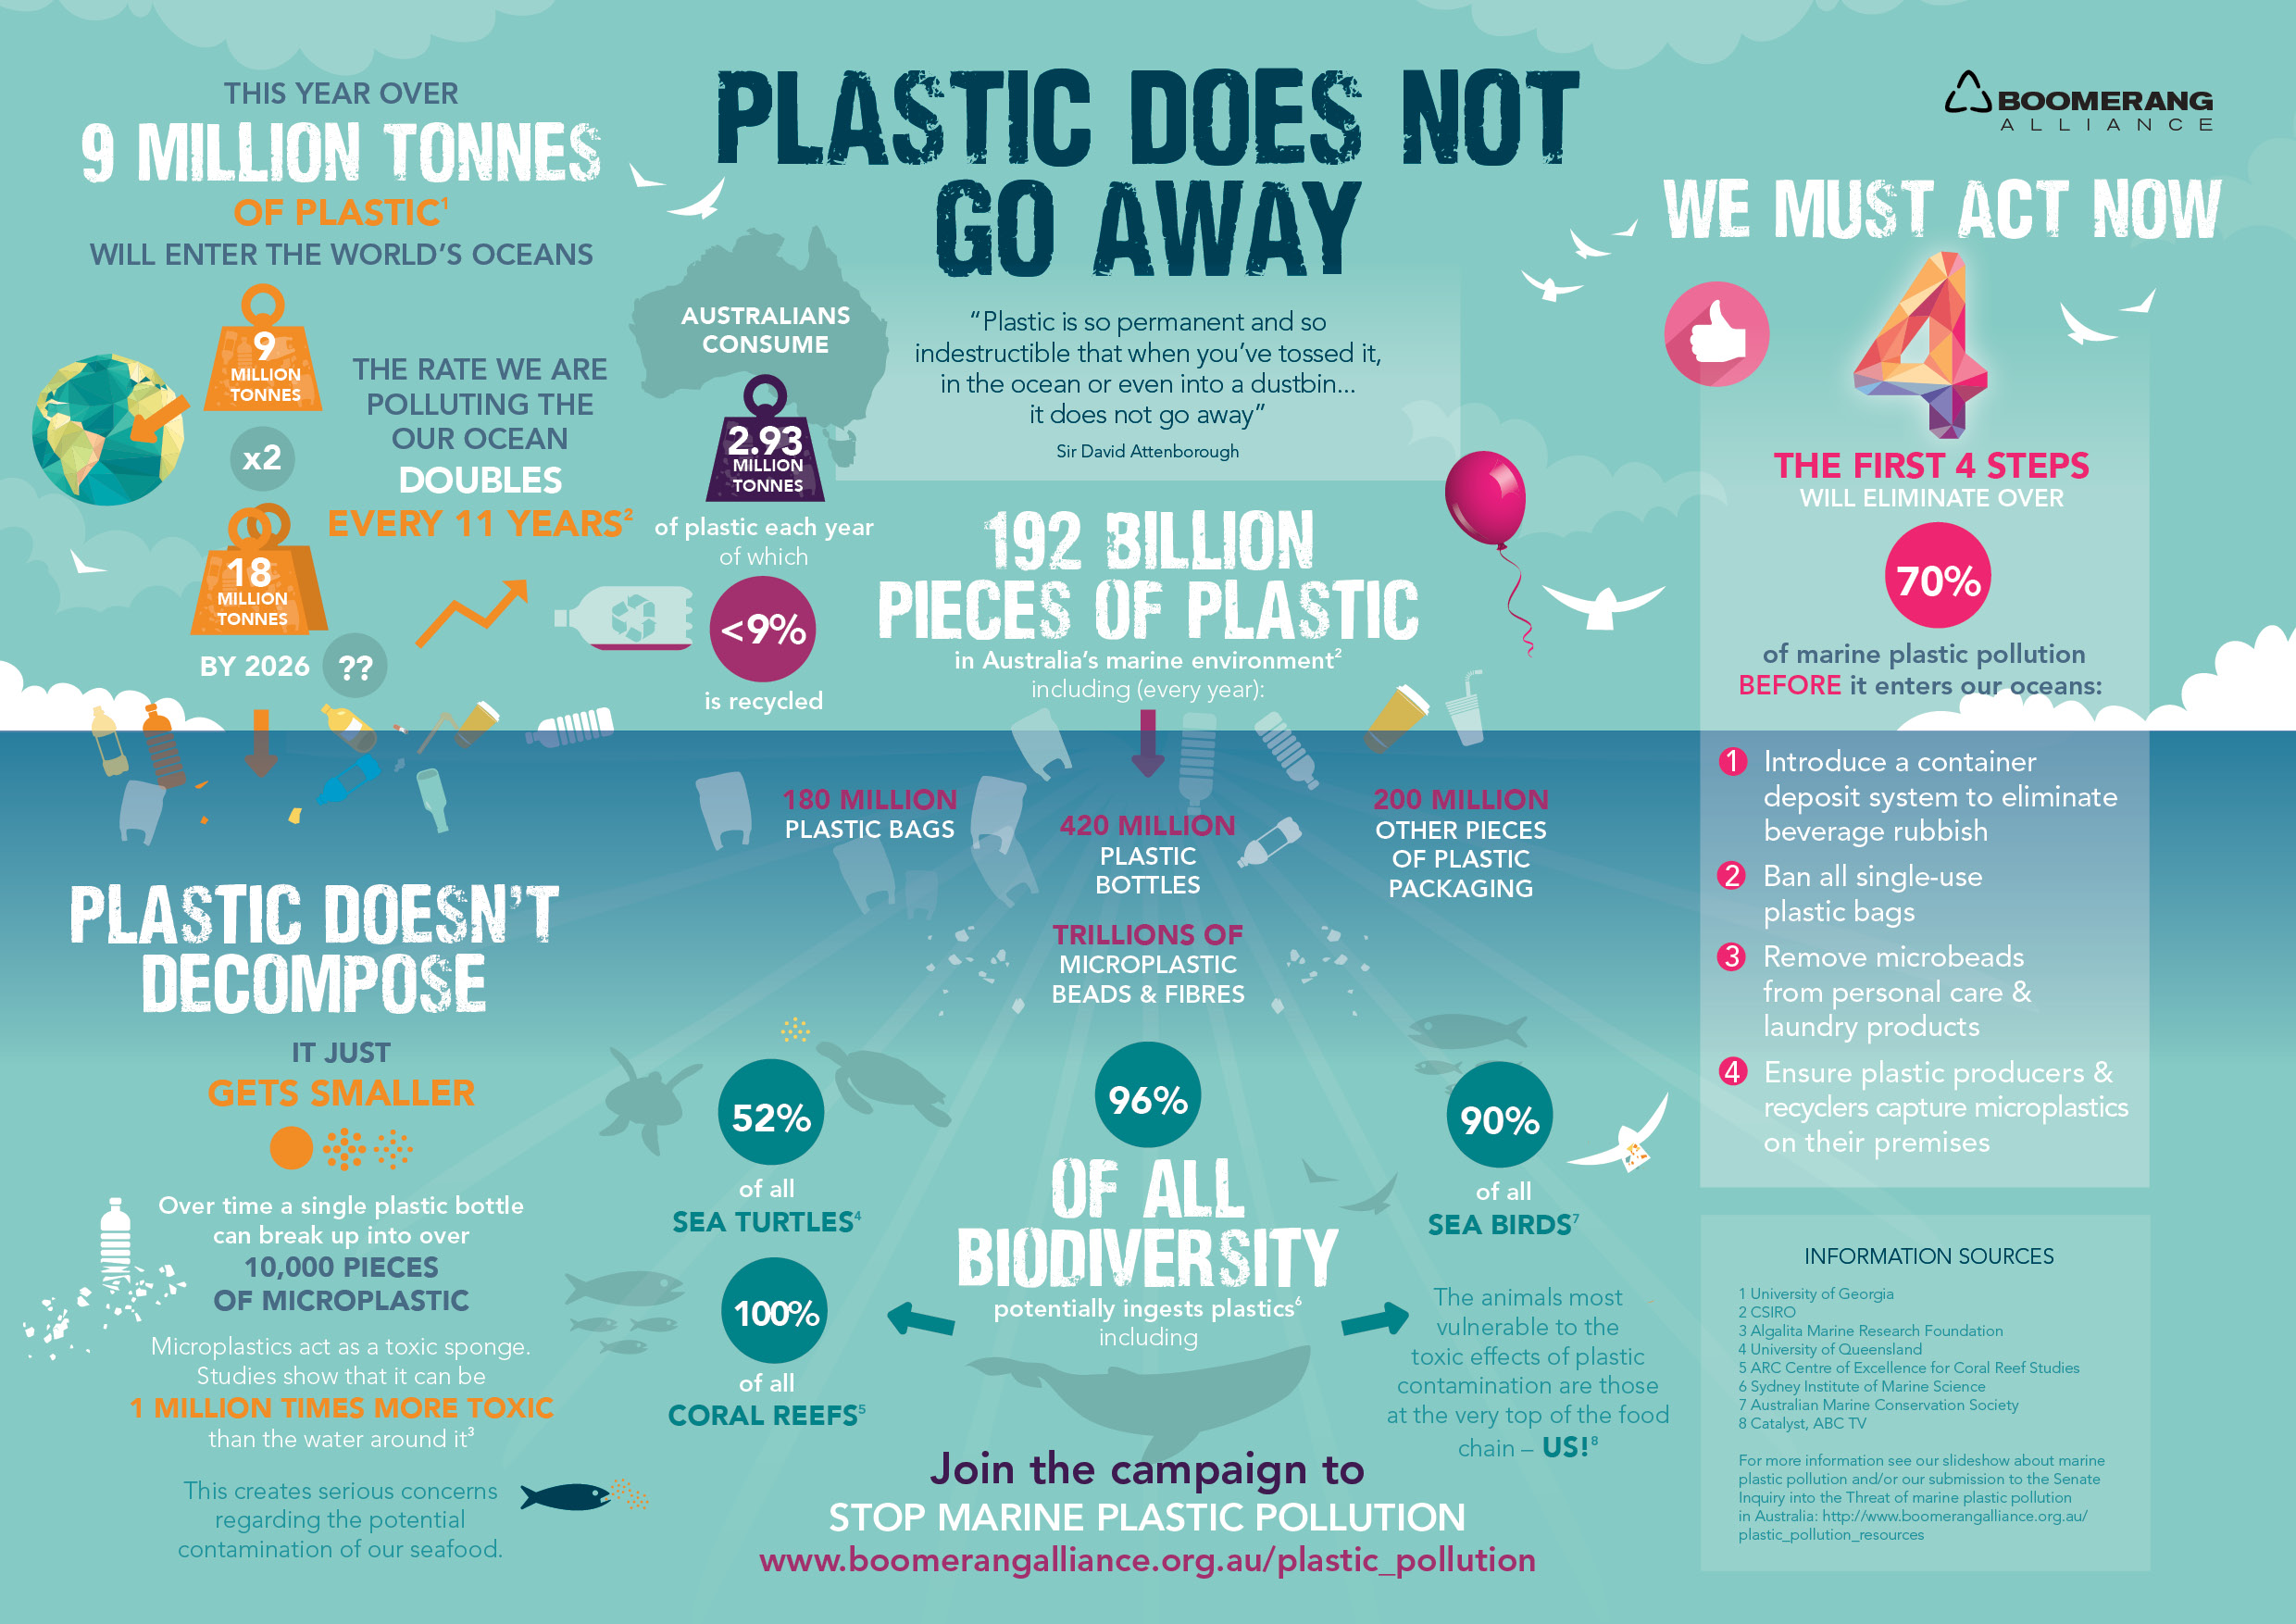 PLASTIC DOES NOT
GO AWAY
BOOMERANG
ALLIANCE
THIS YEAR OVER
9 MILLION TONNES
OF PLASTIC¹
WILL ENTER THE WORLD'S OCEANS
9
MILLION
TONNES
x2
18
MILLION
TONNES
BY 2026
??
THE RATE WE ARE
POLLUTING THE
OUR OCEAN
DOUBLES
EVERY 11 YEARS²
AUSTRALIANS
CONSUME
2.93
MILLION
TONNES
of plastic each year
of which
<9%
is recycled
“Plastic is so permanent and so
indestructible that when you’ve tossed it,
in the ocean or even into a dustbin...
it does not go away”
Sir David Attenborough
192 BILLION
PIECES OF PLASTIC
in Australia’s marine environment²
including (every year):
180 MILLION
PLASTIC BAGS
420 MILLION
PLASTIC
BOTTLES
200 MILLION
OTHER PIECES
OF PLASTIC
PACKAGING
TRILLIONS OF
MICROPLASTIC
BEADS & FIBRES
PLASTIC DOESN'T
DECOMPOSE
IT JUST
GETS SMALLER
Over time a single plastic bottle
can break up into over
10,000 PIECES
OF MICROPLASTIC
Microplastics act as a toxic sponge.
Studies show that it can be
1 MILLION TIMES MORE TOXIC
than the water around it³
This creates serious concerns
regarding the potential
contamination of our seafood.
96%
OF ALL
BIODIVERSITY
potentially ingests plastics⁶
including
52%
of all
SEA TURTLES⁴
100%
of all
CORAL REEFS⁵
90%
of all
SEA BIRDS⁷
The animals most
vulnerable to the
toxic effects of plastic
contamination are those
at the very top of the food
chain – US!⁸
Join the campaign to
STOP MARINE PLASTIC POLLUTION
www.boomerangalliance.org.au/plastic_pollution
WE MUST ACT NOW
4
THE FIRST 4 STEPS
WILL ELIMINATE OVER
70%
of marine plastic pollution
BEFORE it enters our oceans:
1 Introduce a container
deposit system to eliminate
beverage rubbish
2 Ban all single-use
plastic bags
3 Remove microbeads
from personal care &
laundry products
4 Ensure plastic producers &
recyclers capture microplastics
on their premises
INFORMATION SOURCES
1 University of Georgia
2 CSIRO
3 Algalita Marine Research Foundation
4 University of Queensland
5 ARC Centre of Excellence for Coral Reef Studies
6 Sydney Institute of Marine Science
7 Australian Marine Conservation Society
8 Catalyst, ABC TV
For more information see our slideshow about marine
plastic pollution and/or our submission to the Senate
Inquiry into the Threat of marine plastic pollution
in Australia: http://www.boomerangalliance.org.au/
plastic_pollution_resources